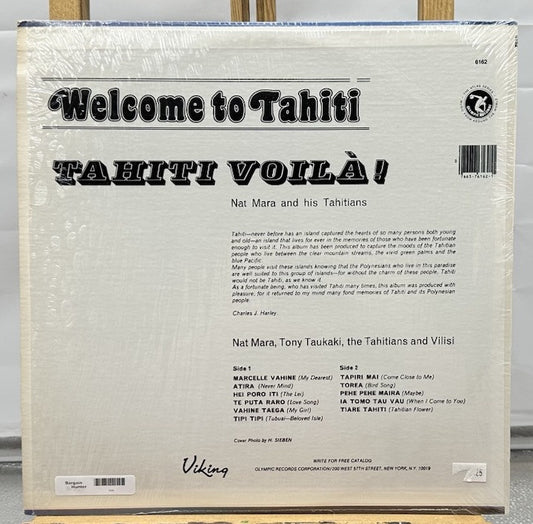 6162
Welcome to Tahiti
TAHITI VOILÀ!
Nat Mara and his Tahitians
Tahiti—never before has an island captured the hearts of so many persons both young
and old—an island that lives for ever in the memories of those who have been fortunate
enough to visit it. This album has been produced to capture the moods of the Tahitian
people who live between the clear mountain streams, the vivid green palms and the
blue Pacific.
Many people visit these islands knowing that the Polynesians who live in this paradise
are well suited to this group of islands—for without the charm of these people, Tahiti
would not be Tahiti, as we know it.
As a fortunate being, who has visited Tahiti many times, this album was produced with
pleasure, for it returned to my mind many fond memories of Tahiti and its Polynesian
people.
Charles J. Harley.
Nat Mara, Tony Taukaki, the Tahitians and Vilisi
Side 1
MARCELLE VAHINE (My Dearest)
ATIRA (Never Mind)
HEI PORO ITI (The Lei)
TE PUTA RARO (Love Song)
VAHINE TAEGA (My Girl)
TIPI TIPI (Tubuai—Beloved Isle)
Side 2
TAPIRI MAI (Come Close to Me)
TOREA (Bird Song)
PEHE PEHE MAIRA (Maybe)
IA TOMO TAU VAU (When I Come to You)
TIARE TAHITI (Tahitian Flower)
Cover Photo by H. SIEBEN
Viking
WRITE FOR FREE CATALOG
OLYMPIC RECORDS CORPORATION/200 WEST 57TH STREET, NEW YORK, N.Y. 10019
Bargain
Hunter